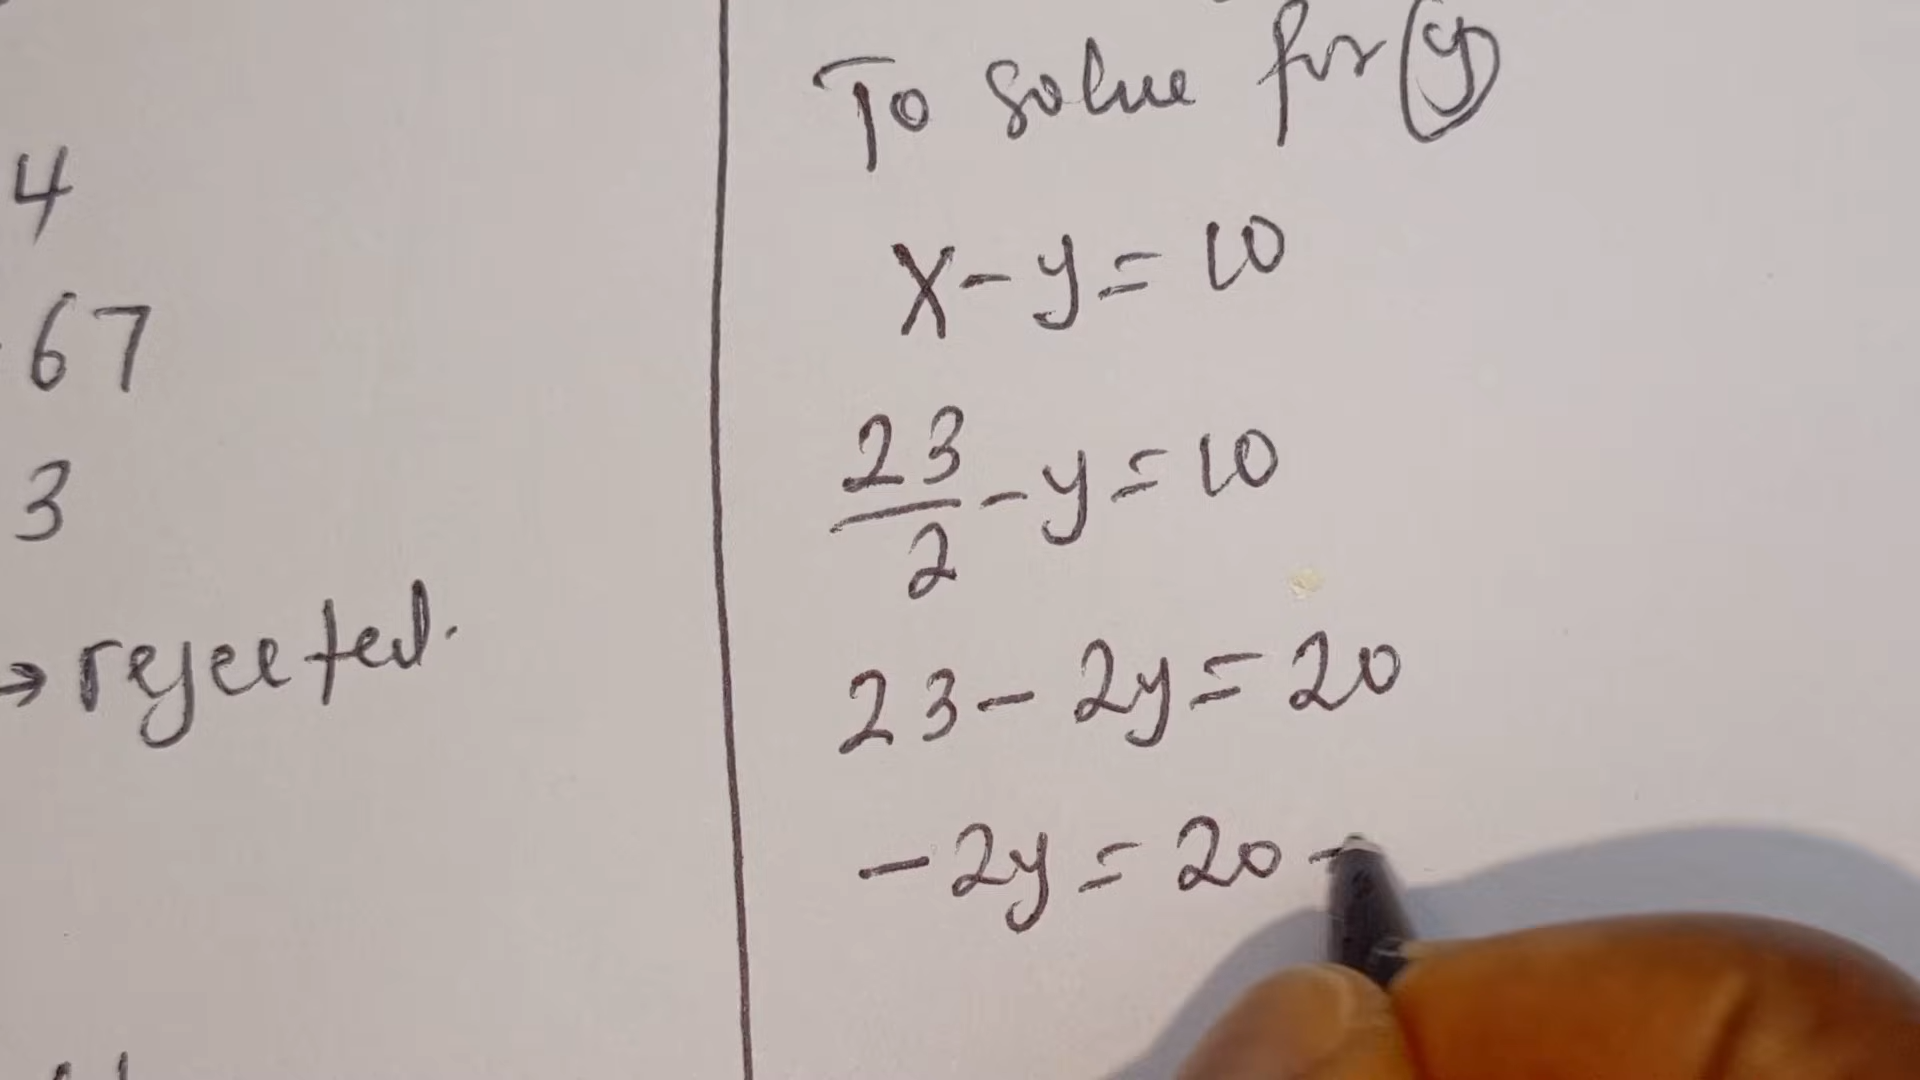 4
67
3
→ rejected.
To solve for (y)
x - y = 10
23/2 - y = 10
23 - 2y = 20
- 2y = 20 -